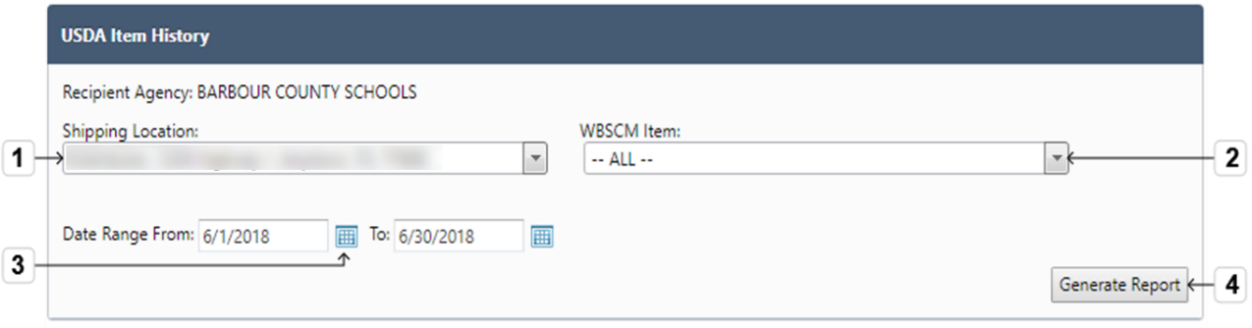 USDA Item History
Recipient Agency: BARBOUR COUNTY SCHOOLS
Shipping Location: WBSCM Item:
1 -- ALL -- 2
Date Range From: 6/1/2018 To: 6/30/2018
3
Generate Report 4